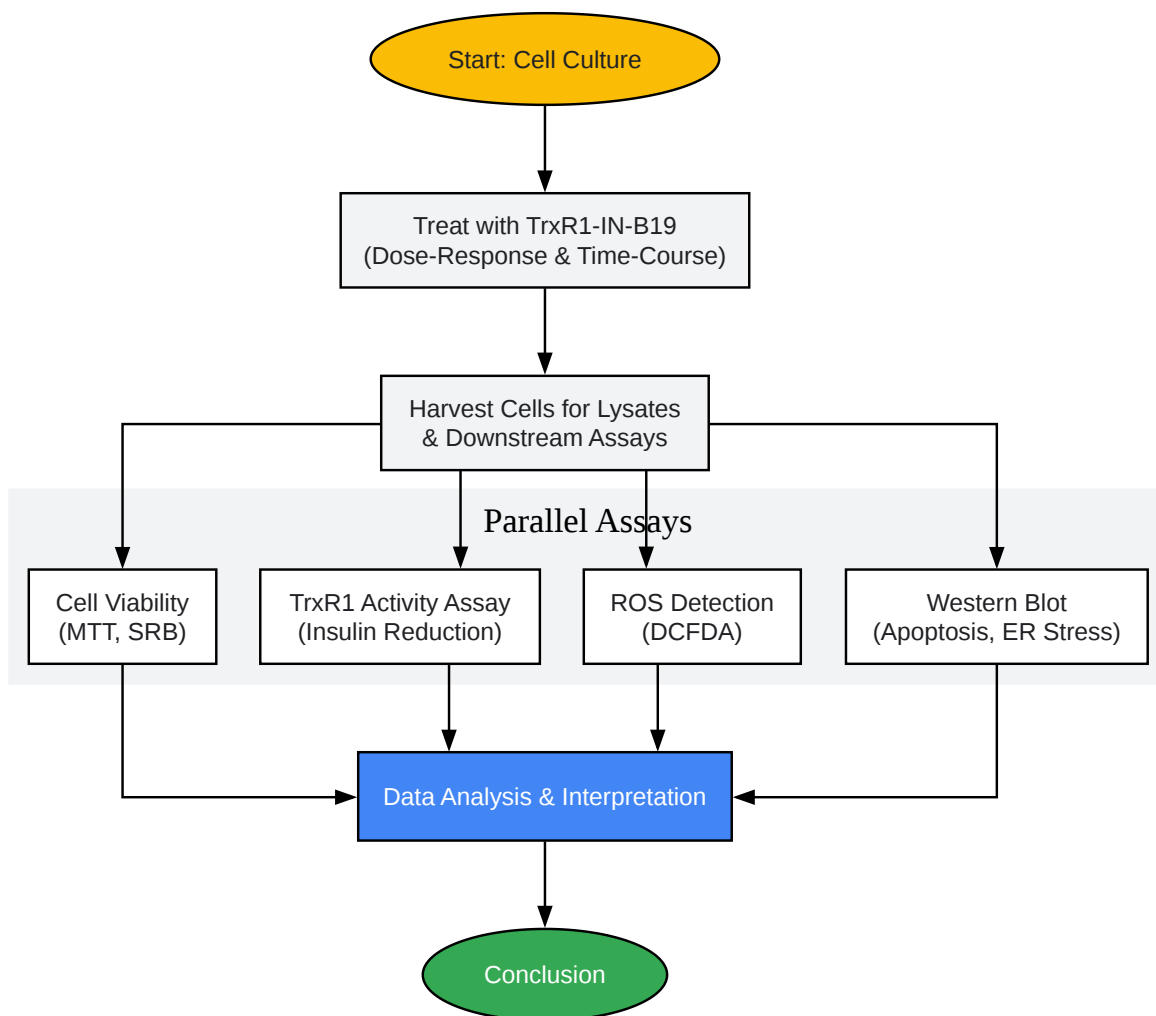 Start: Cell Culture
Treat with TrxR1-IN-B19
(Dose-Response & Time-Course)
Harvest Cells for Lysates
& Downstream Assays
Parallel Assays
Cell Viability
(MTT, SRB)
TrxR1 Activity Assay
(Insulin Reduction)
ROS Detection
(DCFDA)
Western Blot
(Apoptosis, ER Stress)
Data Analysis & Interpretation
Conclusion